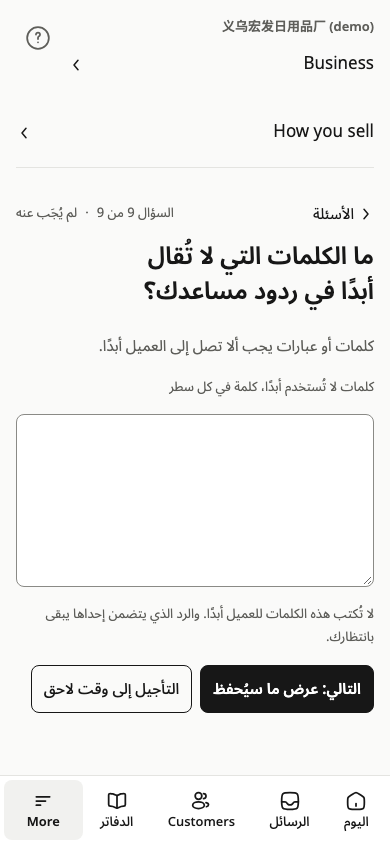 义乌宏发日用品厂 (demo)
Business
How you sell
الأسئلة
السؤال 9 من 9 · لم يُجَب عنه
ما الكلمات التي لا تُقال
أبدًا في ردود مساعدك؟
كلمات أو عبارات يجب ألا تصل إلى العميل أبدًا.
كلمات لا تُستخدم أبدًا، كلمة في كل سطر
لا تُكتب هذه الكلمات للعميل أبدًا. والرد الذي يتضمن إحداها يبقى
بانتظارك.
التالي: عرض ما سيُحفظ
التأجيل إلى وقت لاحق
اليوم
الرسائل
Customers
الدفاتر
More